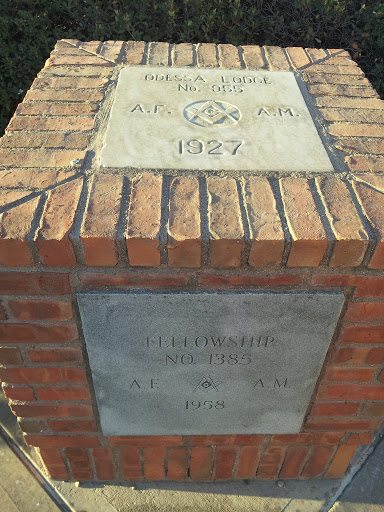 ODESSA LODGE
No. 955
A.F. A.M.
1927
FELLOWSHIP
NO. 1385
A.F. A.M.
1958